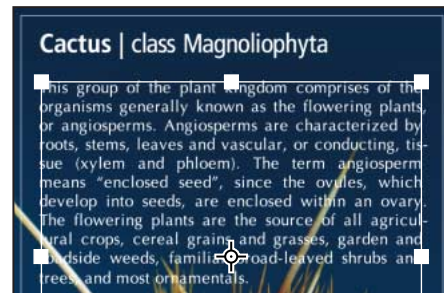 Cactus | class Magnoliophyta
This group of the plant kingdom comprises of the
organisms generally known as the flowering plants,
or angiosperms. Angiosperms are characterized by
roots, stems, leaves and vascular, or conducting, tis-
sue (xylem and phloem). The term angiosperm
means “enclosed seed”, since the ovules, which
develop into seeds, are enclosed within an ovary.
The flowering plants are the source of all agricul-
tural crops, cereal grains and grasses, garden and
roadside weeds, familiar broad-leaved shrubs and
trees, and most ornamentals.